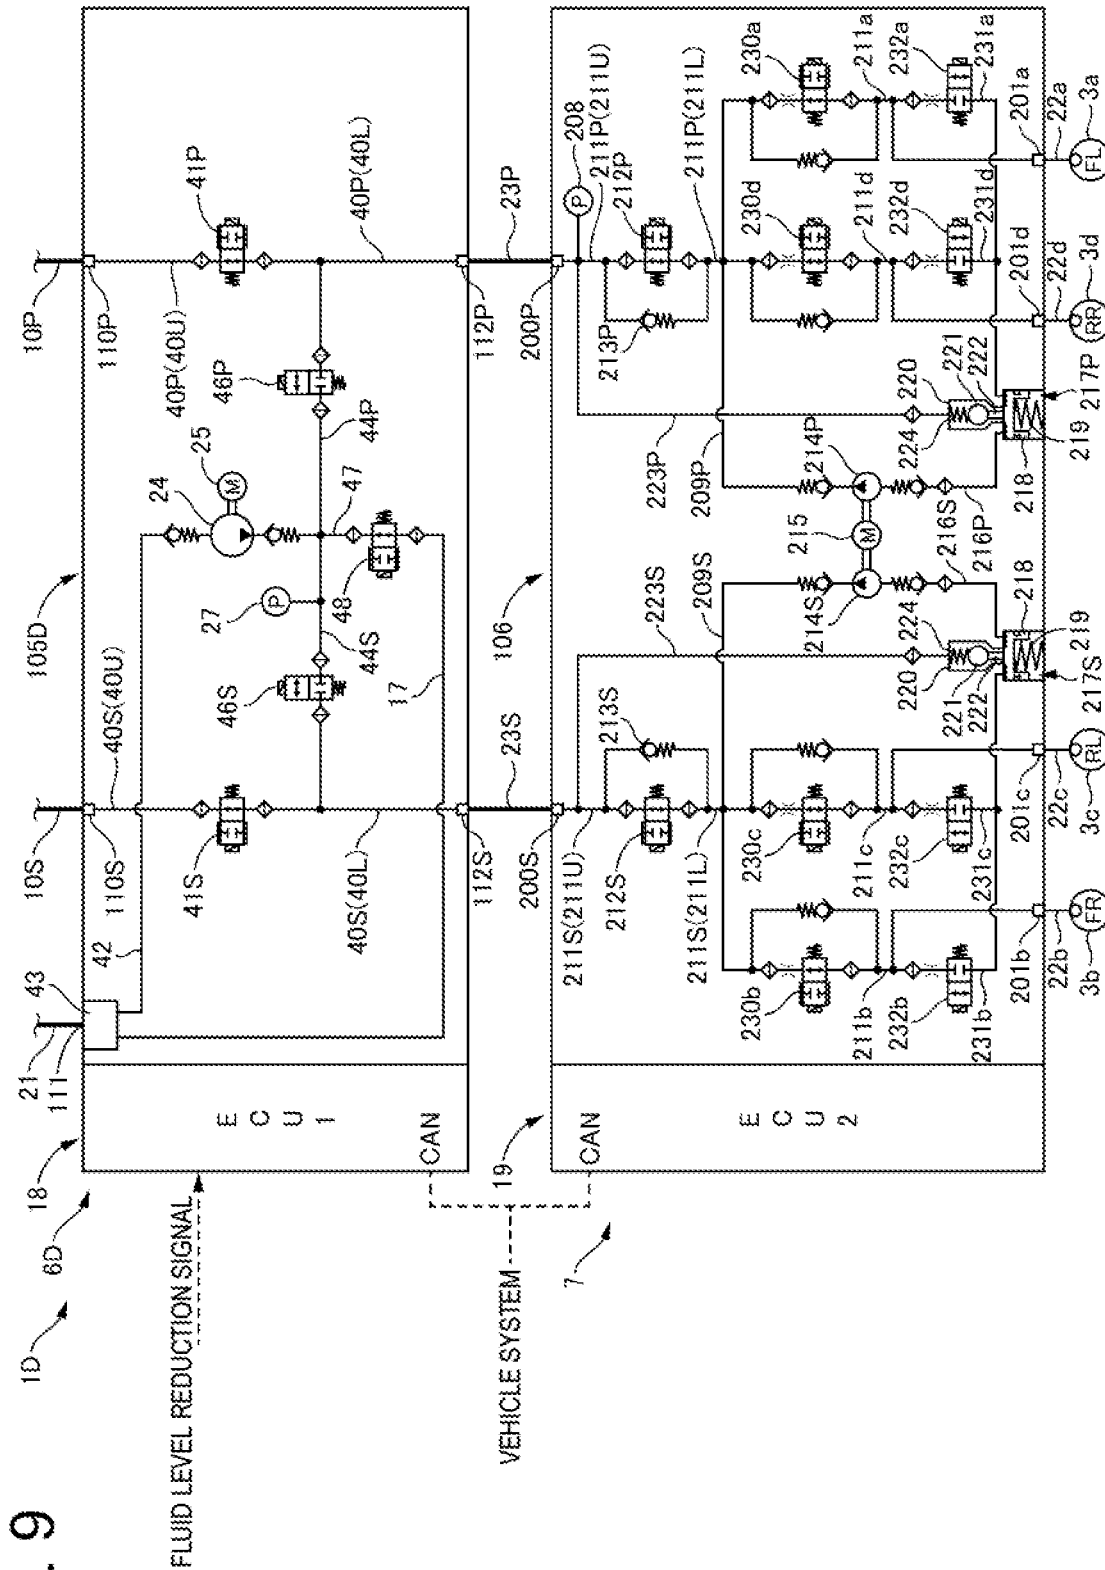 . 9
1D
6D
18
21
111
43
42
10S
110S
40S(40U)
105D
10P
110P
40P(40U)
41S
46S
27
24
25
46P
41P
44S
48
47
44P
17
40S(40L)
40P(40L)
112S
112P
23S
23P
FLUID LEVEL REDUCTION SIGNAL
ECU1
CAN
VEHICLE SYSTEM
7
19
CAN
ECU2
106
200S
200P
208
211S(211U)
211P(211U)
212S
213S
212P
213P
211S(211L)
211P(211L)
223S
209S
223P
209P
215
214S
214P
216S
216P
230b
230c
230d
230a
211b
211c
211d
211a
232b
232c
232d
232a
231b
231c
231d
231a
220
221
222
224
218
219
217S
220
221
222
224
218
219
217P
201b
201c
201d
201a
22b
22c
22d
22a
3b
3c
3d
3a
FR
RL
RR
FL
M
M
P
P